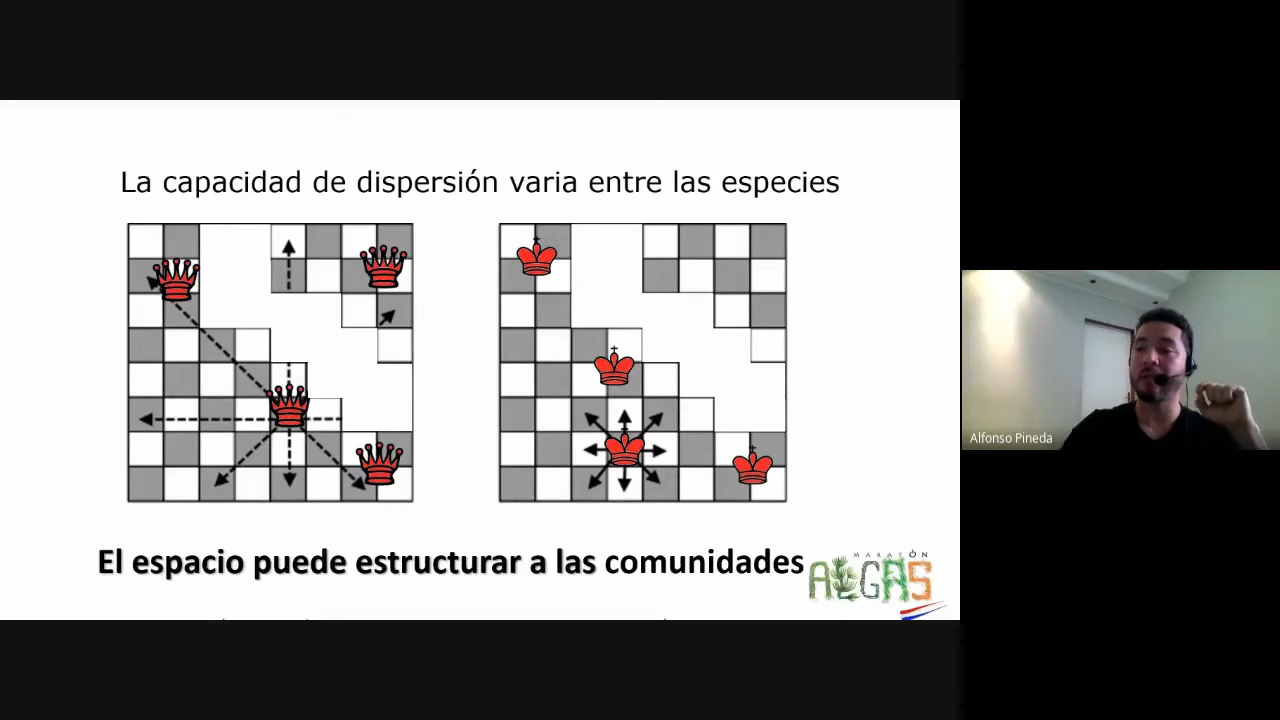 La capacidad de dispersión varia entre las especies
El espacio puede estructurar a las comunidades
MARATÓN
ALGAS
Alfonso Pineda